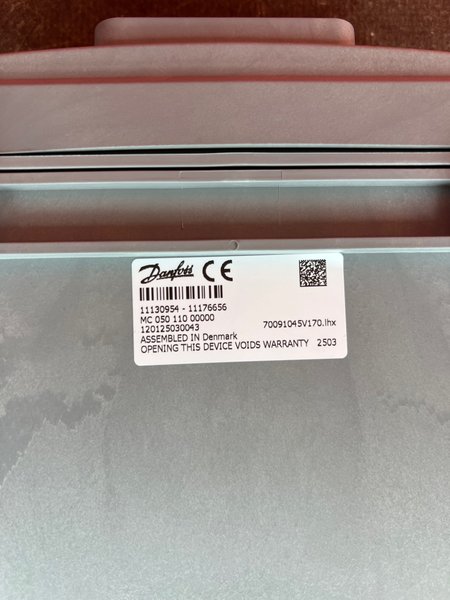 Danfoss CE
11130954 - 11176656
MC 050 110 00000
120125030043 70091045V170.lhx
ASSEMBLED IN Denmark
OPENING THIS DEVICE VOIDS WARRANTY 2503